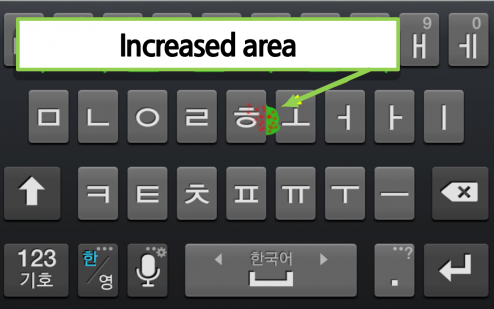 Increased area
9 0
ㅐ ㅔ
ㅁ ㄴ ㅇ ㄹ ㅎ ㅗ ㅓ ㅏ ㅣ
ㅋ ㅌ ㅊ ㅍ ㅠ ㅜ ㅡ
123 한 / 영 한국어 ...?
기호 .